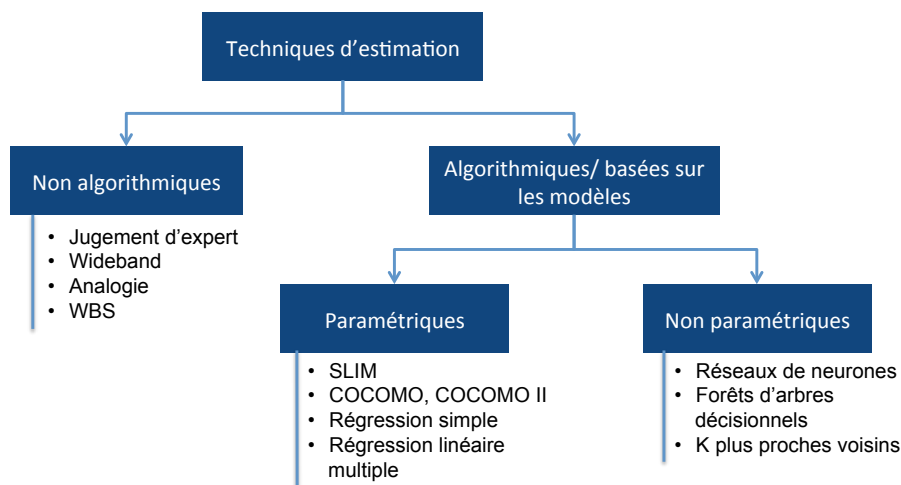 Techniques d'estimation
Non algorithmiques
Algorithmiques/ basées sur
les modèles
• Jugement d'expert
• Wideband
• Analogie
• WBS
Paramétriques
Non paramétriques
• SLIM
• COCOMO, COCOMO II
• Régression simple
• Régression linéaire
multiple
• Réseaux de neurones
• Forêts d'arbres
décisionnels
• K plus proches voisins